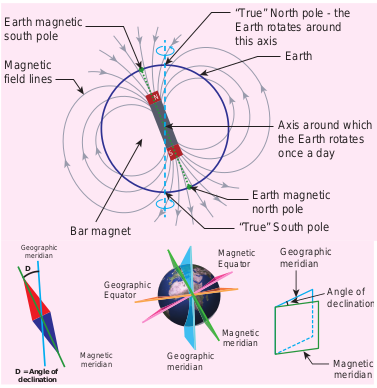 Earth magnetic
south pole
"True" North pole - the
Earth rotates around
this axis
Magnetic
field lines
Earth
Axis around which
the Earth rotates
once a day
Earth magnetic
north pole
Bar magnet
"True" South pole
Geographic
meridian
D
Magnetic
meridian
D = Angle of
declination
Magnetic
Equator
Geographic
Equator
Magnetic
meridian
Geographic
meridian
Geographic
meridian
Angle of
declination
Magnetic
meridian